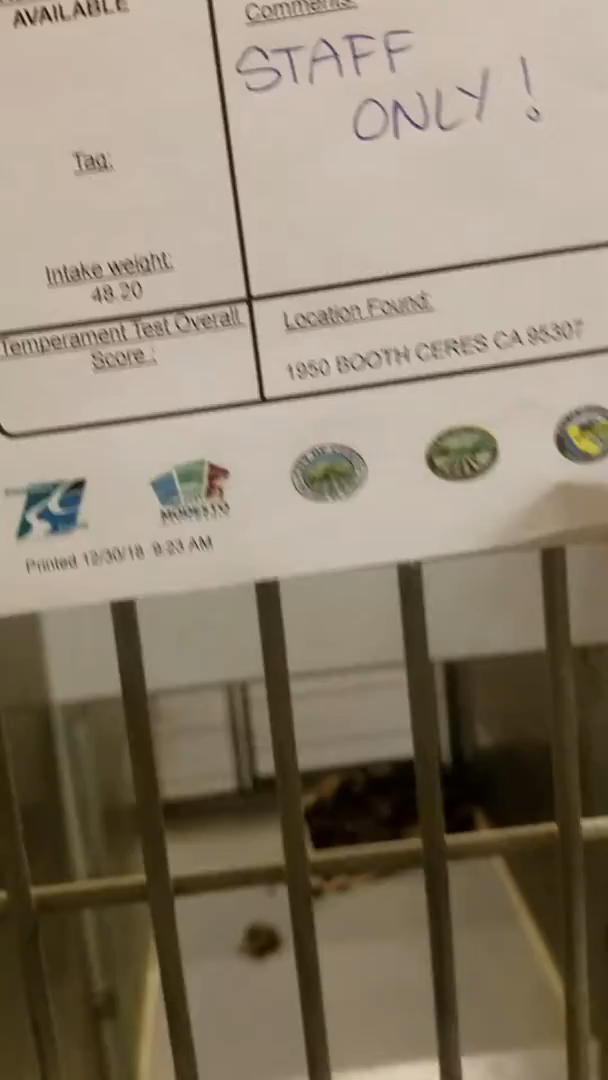 AVAILABLE
Comments:
STAFF
ONLY!
Tag:
Intake weight:
48.20
Temperament Test Overall
Score.:
Location Found:
1950 BOOTH CERES CA 95307
MODESTO
Printed 12/30/18 9:23 AM